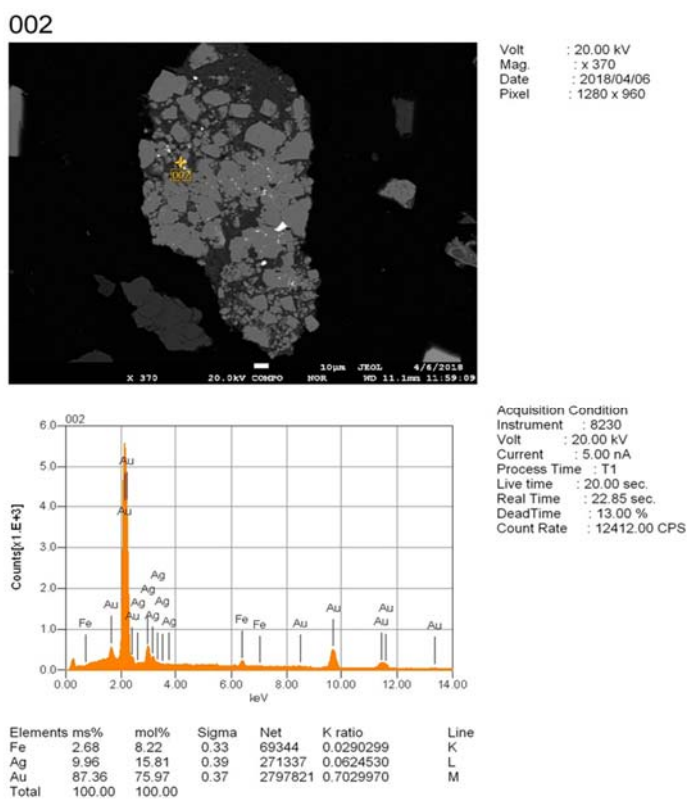 002
Volt : 20.00 kV
Mag. : x 370
Date : 2018/04/06
Pixel : 1280 x 960
002
10µm JEOL 4/6/2018
X 370 20.0kV COMPO NOR WD 11.1mm 11:59:09
Acquisition Condition
Instrument : 8230
Volt : 20.00 kV
Current : 5.00 nA
Process Time : T1
Live time : 20.00 sec.
Real Time : 22.85 sec.
DeadTime : 13.00 %
Count Rate : 12412.00 CPS
002
Counts[x1.E+3]
6.0
5.0
4.0
3.0
2.0
1.0
0.0
Au
Au
Ag
Ag
Ag
Fe Au Ag Fe Au Au
Au Ag Ag Fe Au Au Au
0.00 2.00 4.00 6.00 8.00 10.00 12.00 14.00
keV
Elements ms% mol% Sigma Net K ratio Line
Fe 2.68 8.22 0.33 69344 0.0290299 K
Ag 9.96 15.81 0.39 271337 0.0624530 L
Au 87.36 75.97 0.37 2797821 0.7029970 M
Total 100.00 100.00